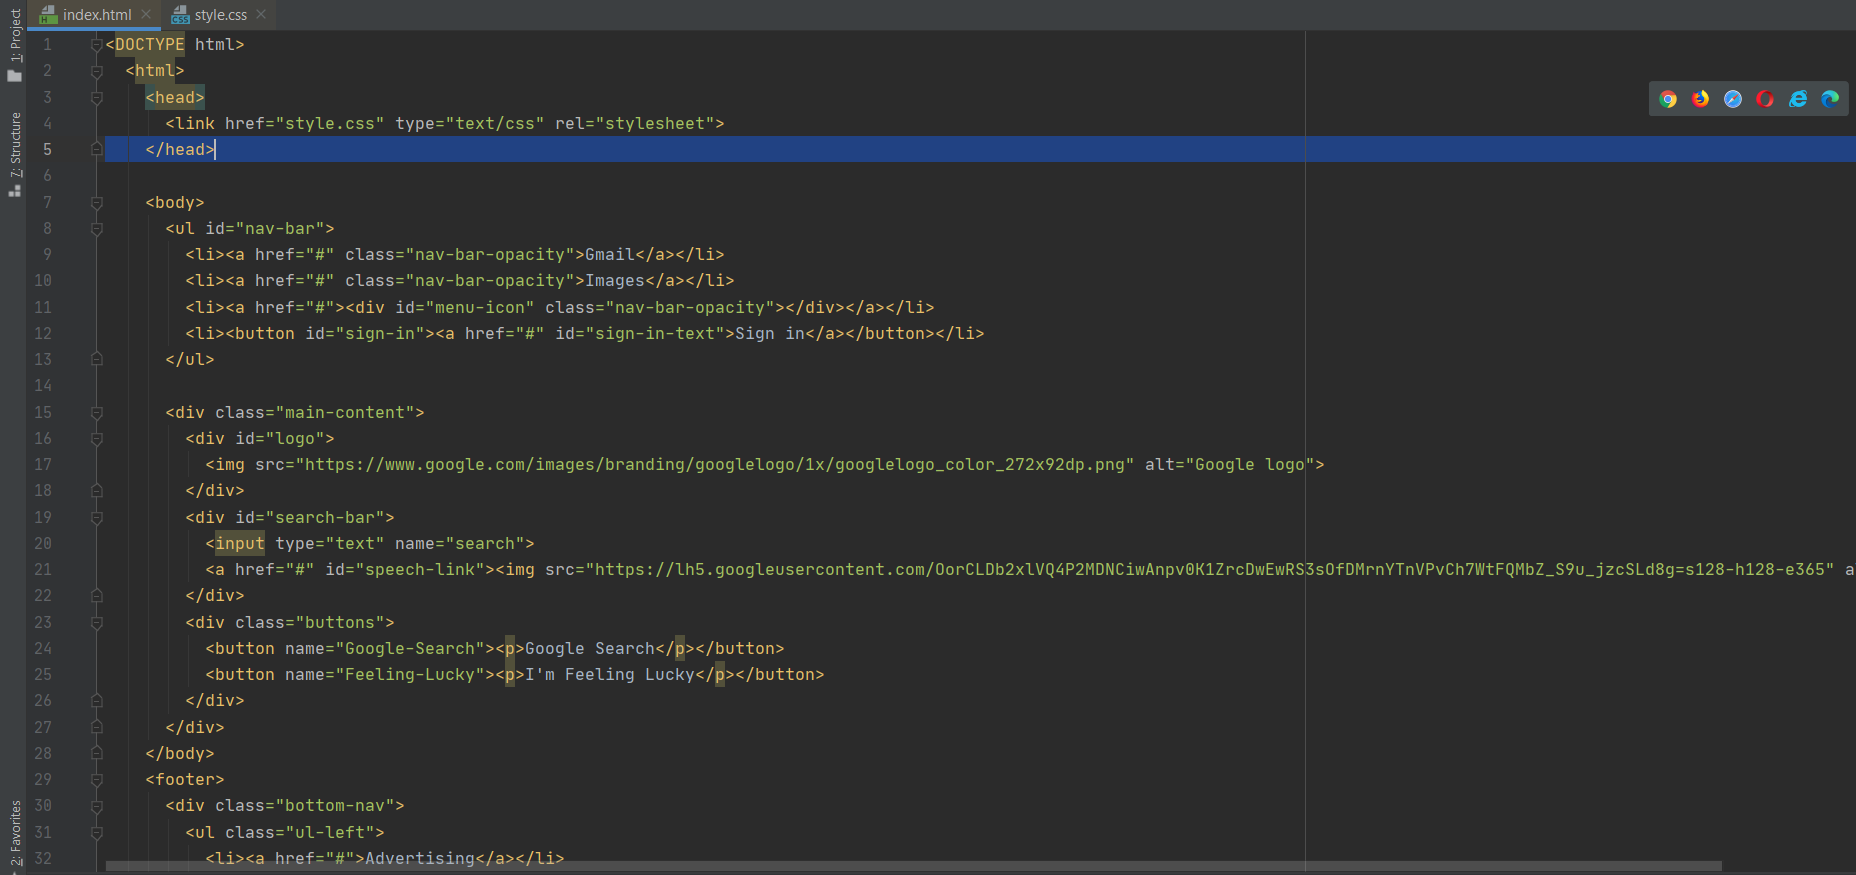 index.html
style.css
1: Project
7: Structure
2: Favorites
1 <DOCTYPE html>
2 <html>
3 <head>
4 <link href="style.css" type="text/css" rel="stylesheet">
5 </head>
6
7 <body>
8 <ul id="nav-bar">
9 <li><a href="#" class="nav-bar-opacity">Gmail</a></li>
10 <li><a href="#" class="nav-bar-opacity">Images</a></li>
11 <li><a href="#"><div id="menu-icon" class="nav-bar-opacity"></div></a></li>
12 <li><button id="sign-in"><a href="#" id="sign-in-text">Sign in</a></button></li>
13 </ul>
14
15 <div class="main-content">
16 <div id="logo">
17 <img src="https://www.google.com/images/branding/googlelogo/1x/googlelogo_color_272x92dp.png" alt="Google logo">
18 </div>
19 <div id="search-bar">
20 <input type="text" name="search">
21 <a href="#" id="speech-link"><img src="https://lh5.googleusercontent.com/OorCLDb2xlVQ4P2MDNCiwAnpv0K1ZrcDwEwRS3sOfDMrnYTnVPvCh7WtFQMbZ_S9u_jzcSLd8g=s128-h128-e365" a
22 </div>
23 <div class="buttons">
24 <button name="Google-Search"><p>Google Search</p></button>
25 <button name="Feeling-Lucky"><p>I'm Feeling Lucky</p></button>
26 </div>
27 </div>
28 </body>
29 <footer>
30 <div class="bottom-nav">
31 <ul class="ul-left">
32 <li><a href="#">Advertising</a></li>